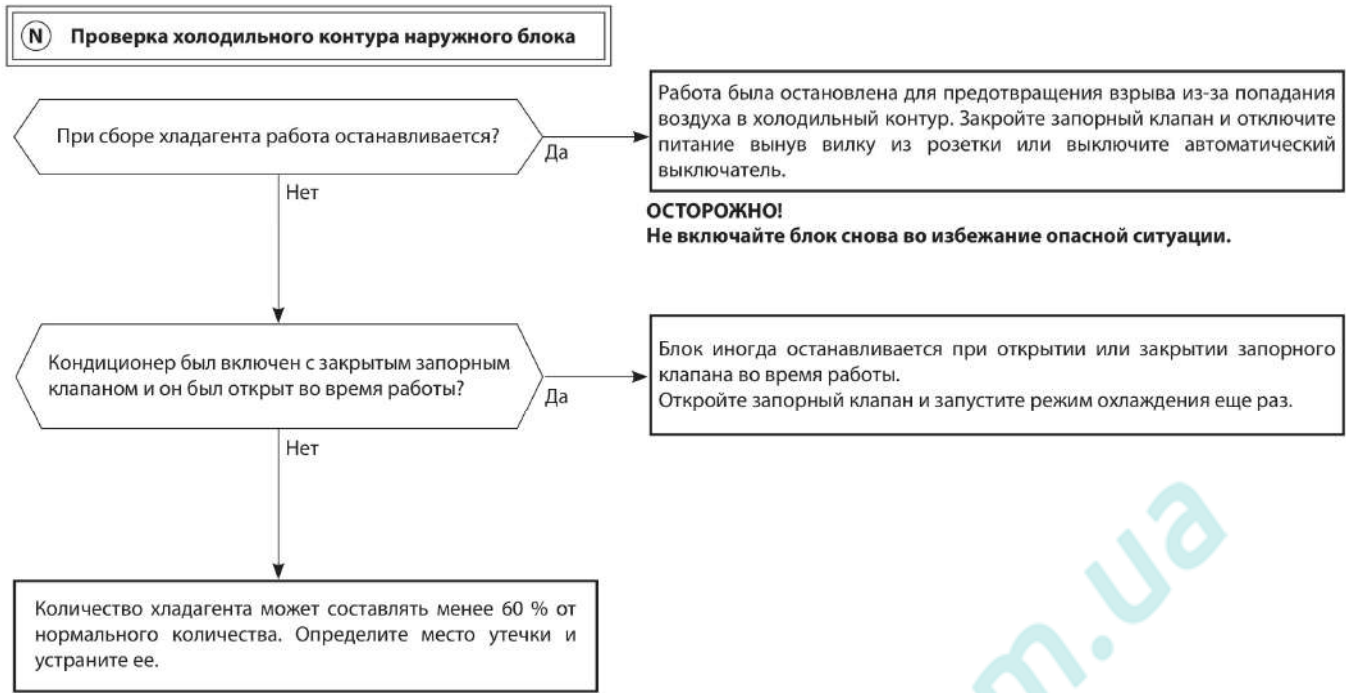 N Проверка холодильного контура наружного блока
При сборе хладагента работа останавливается?
Да
Работа была остановлена для предотвращения взрыва из-за попадания
воздуха в холодильный контур. Закройте запорный клапан и отключите
питание вынув вилку из розетки или выключите автоматический
выключатель.
ОСТОРОЖНО!
Не включайте блок снова во избежание опасной ситуации.
Нет
Кондиционер был включен с закрытым запорным
клапаном и он был открыт во время работы?
Да
Блок иногда останавливается при открытии или закрытии запорного
клапана во время работы.
Откройте запорный клапан и запустите режим охлаждения еще раз.
Нет
Количество хладагента может составлять менее 60 % от
нормального количества. Определите место утечки и
устраните ее.
m.ua